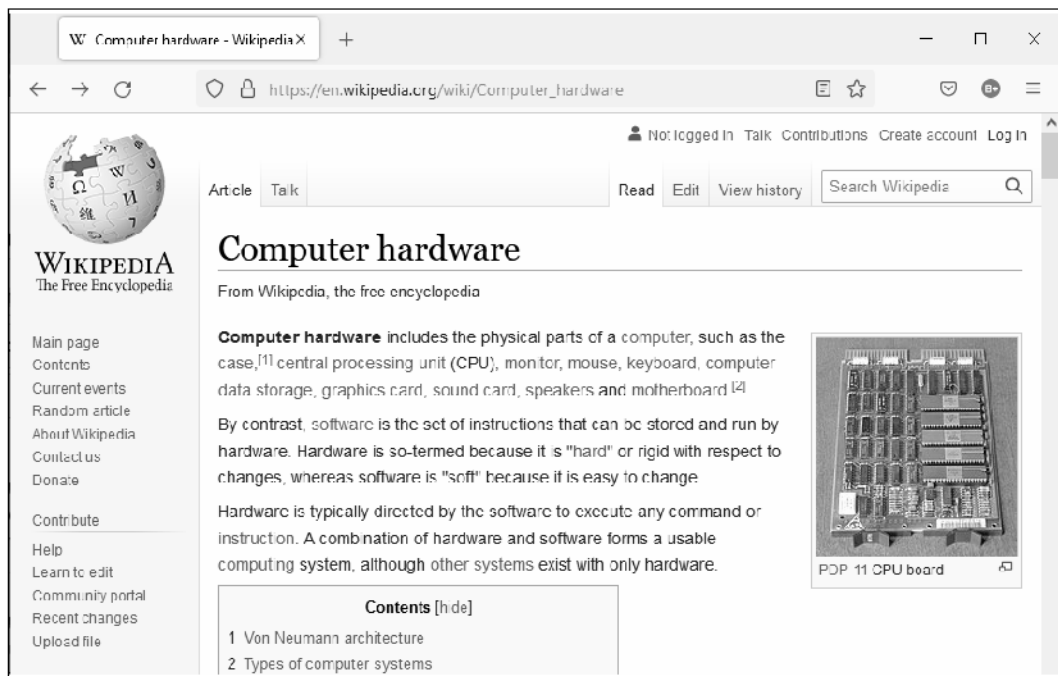 W Computer hardware - Wikipedia
https://en.wikipedia.org/wiki/Computer_hardware
Not logged in Talk Contributions Create account Log in
Article Talk Read Edit View history Search Wikipedia
WIKIPEDIA
The Free Encyclopedia
Main page
Contents
Current events
Random article
About Wikipedia
Contact us
Donate
Contribute
Help
Learn to edit
Community portal
Recent changes
Upload file
Computer hardware
From Wikipedia, the free encyclopedia
Computer hardware includes the physical parts of a computer, such as the
case,[1] central processing unit (CPU), monitor, mouse, keyboard, computer
data storage, graphics card, sound card, speakers and motherboard.[2]
By contrast, software is the set of instructions that can be stored and run by
hardware. Hardware is so-termed because it is "hard" or rigid with respect to
changes, whereas software is "soft" because it is easy to change.
Hardware is typically directed by the software to execute any command or
instruction. A combination of hardware and software forms a usable
computing system, although other systems exist with only hardware.
PDP-11 CPU board
Contents [hide]
1 Von Neumann architecture
2 Types of computer systems